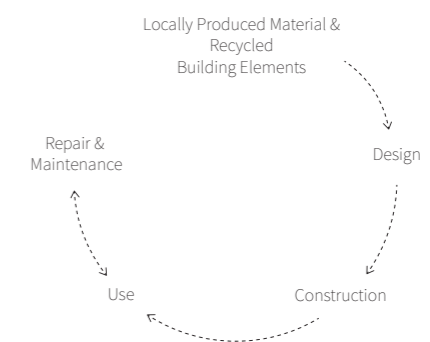 Locally Produced Material &
Recycled
Building Elements
Repair &
Maintenance
Design
Use
Construction